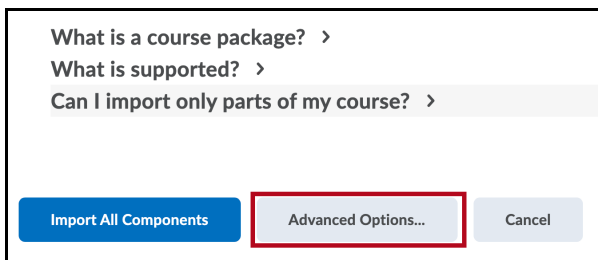 What is a course package? >
What is supported? >
Can I import only parts of my course? >
Import All Components Advanced Options... Cancel